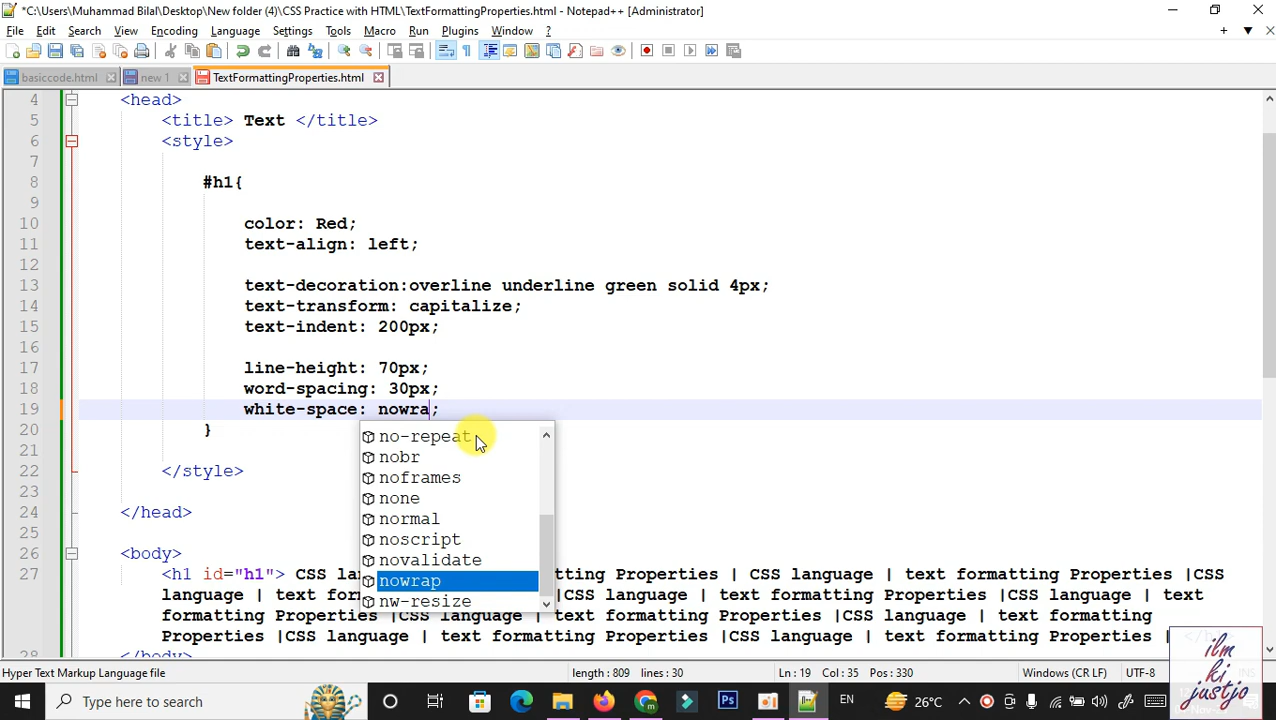 *C:\Users\Muhammad Bilal\Desktop\New folder (4)\CSS Practice with HTML\TextFormattingProperties.html - Notepad++ [Administrator]
File Edit Search View Encoding Language Settings Tools Macro Run Plugins Window ?
basiccode.html new 1 TextFormattingProperties.html
4 <head>
5 <title> Text </title>
6 <style>
7
8 #h1{
9
10 color: Red;
11 text-align: left;
12
13 text-decoration:overline underline green solid 4px;
14 text-transform: capitalize;
15 text-indent: 200px;
16
17 line-height: 70px;
18 word-spacing: 30px;
19 white-space: nowra;
20 }
no-repeat
21
nobr
22 </style>
noframes
23
none
24 </head>
normal
25
noscript
26 <body>
novalidate
27 <h1 id="h1"> CSS lan tting Properties | CSS language | text formatting Properties |CSS
nowrap
language | text f formatting Properties |CSS language | text
nw-resize
formatting Properties |CSS language | text formatting Properties |CSS language | text formatting
Properties |CSS language | text formatting Properties |CSS language | text formatting Properties |
28 </body>
Hyper Text Markup Language file length : 809 lines : 30 Ln : 19 Col : 35 Pos : 330 Windows (CR LF) UTF-8 INS
Type here to search Ps EN 26°C
ilm
ki
justjo